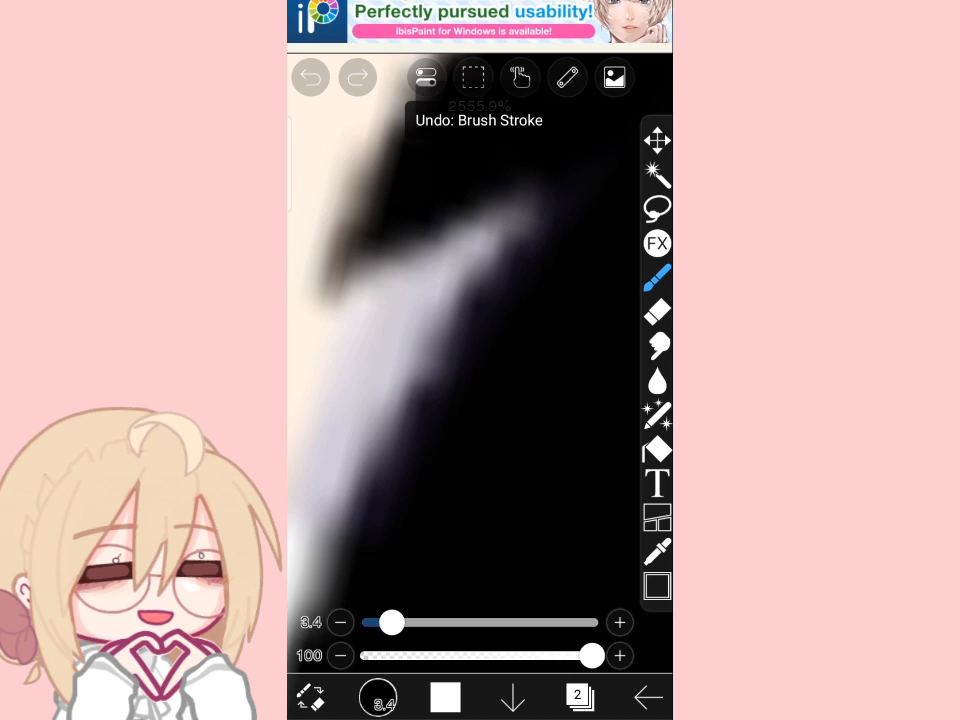 iP
Perfectly pursued usability!
ibisPaint for Windows is available!
2555.9%
Undo: Brush Stroke
FX
T
3.4
100
3.4
2